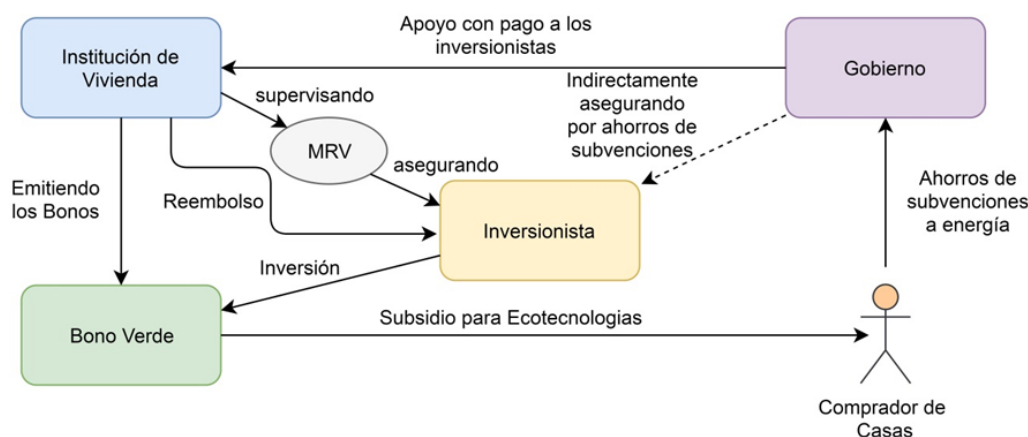 Apoyo con pago a los
inversionistas
Institución de
Vivienda
Gobierno
supervisando
Indirectamente
asegurando
por ahorros de
subvenciones
MRV
asegurando
Emitiendo
los Bonos
Reembolso
Inversionista
Ahorros de
subvenciones
a energía
Inversión
Bono Verde
Subsidio para Ecotecnologias
Comprador de
Casas